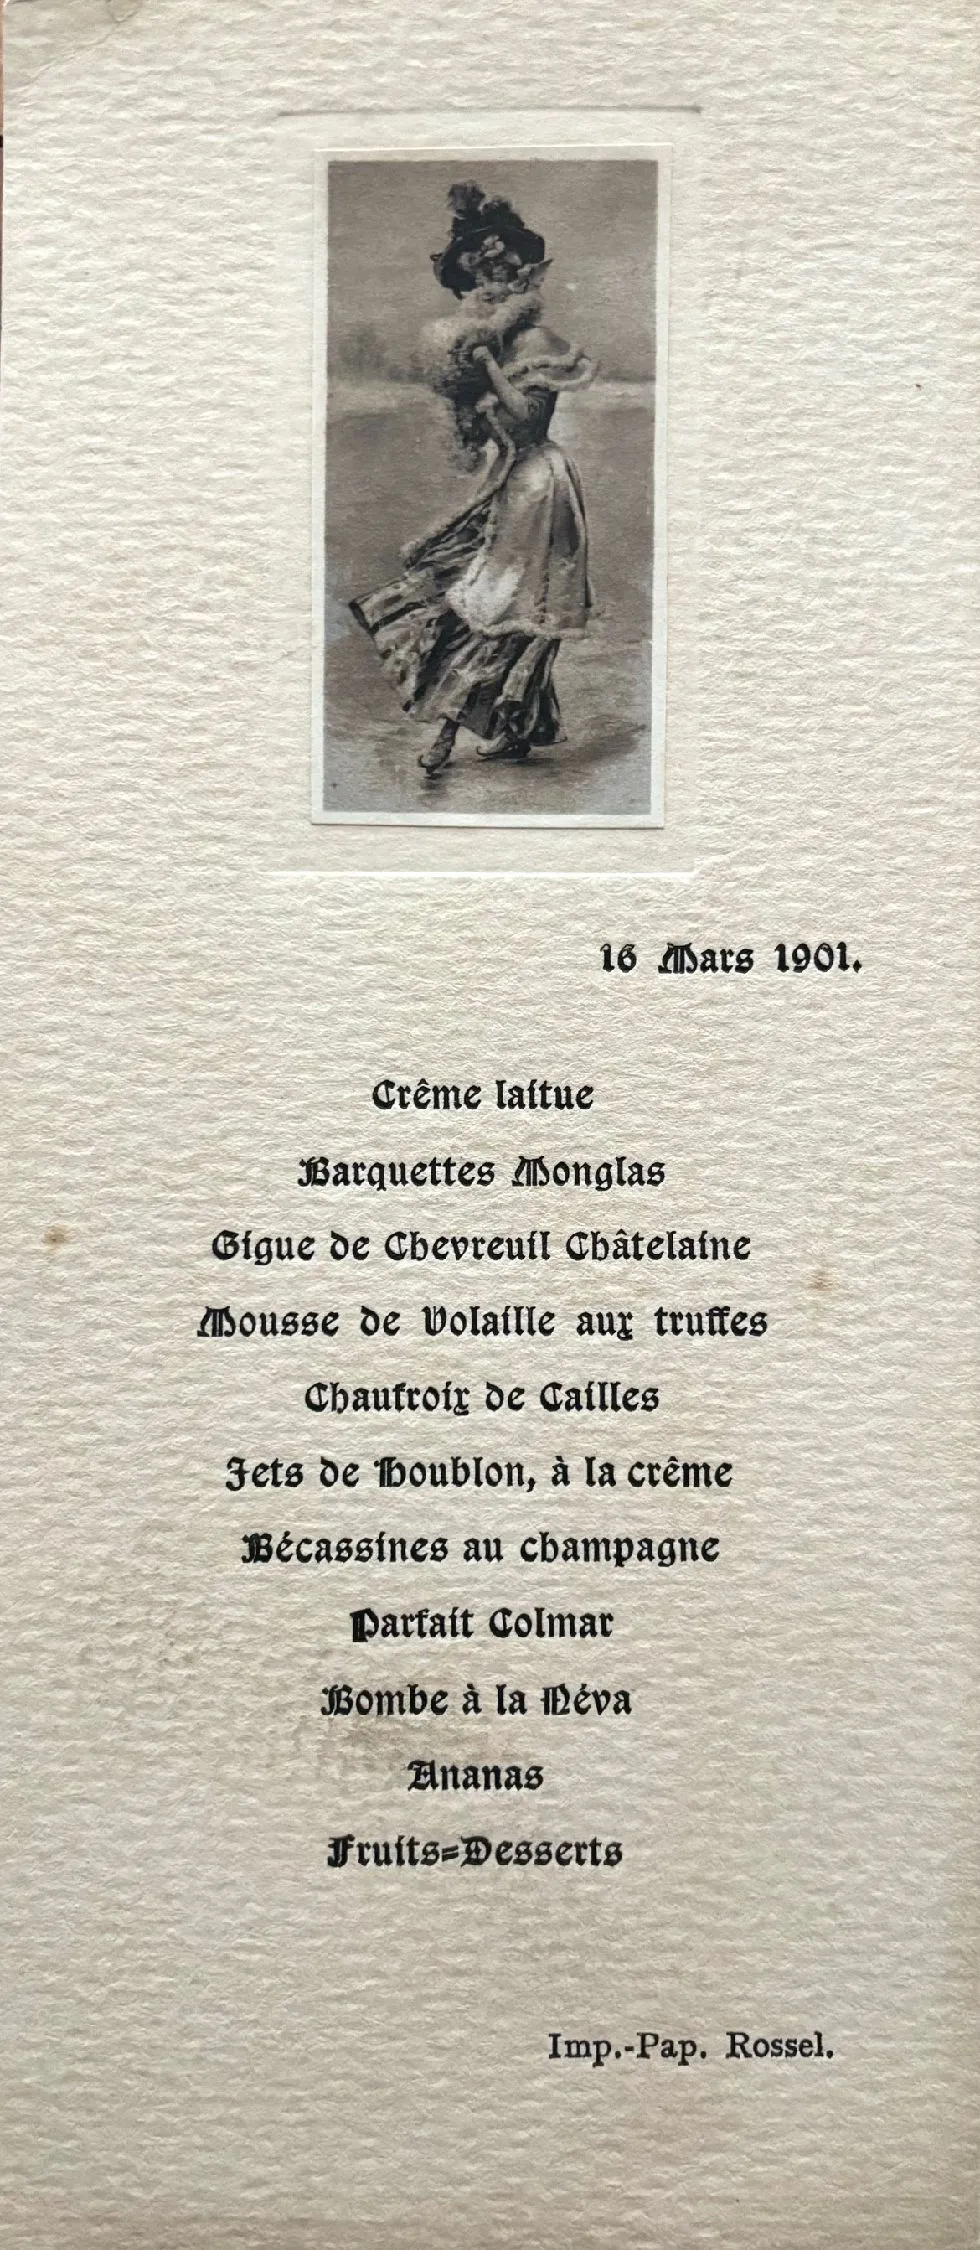 16 Mars 1901.
Crême laitue
Barquettes Monglas
Gigue de Chevreuil Châtelaine
Mousse de Volaille aux truffes
Chaufroix de Cailles
Jets de Houblon, à la crême
Bécassines au champagne
Parfait Colmar
Bombe à la Néva
Ananas
Fruits=Desserts
Imp.-Pap. Rossel.